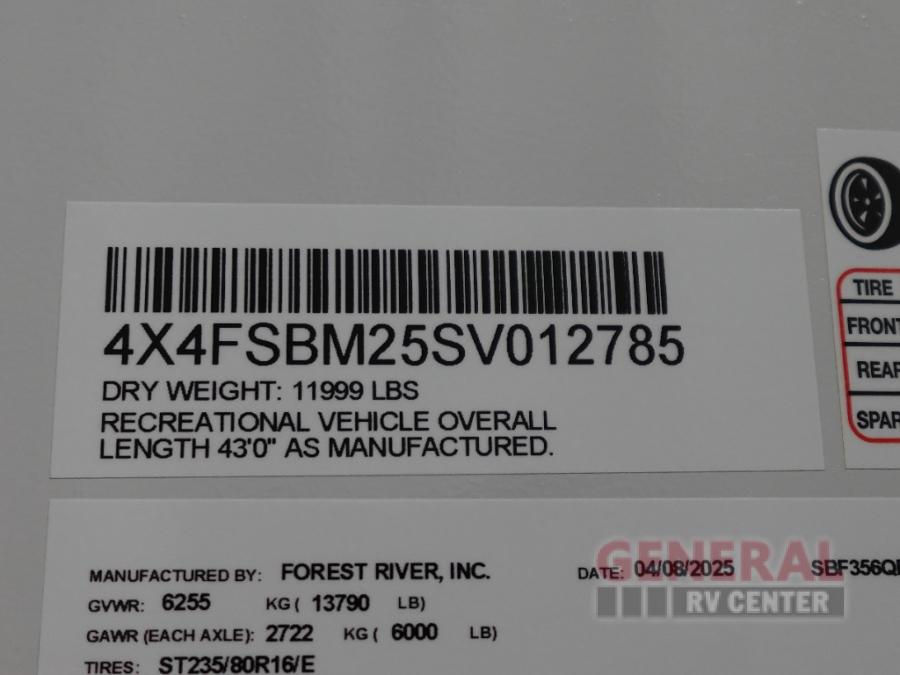 4X4FSBM25SV012785
DRY WEIGHT: 11999 LBS
RECREATIONAL VEHICLE OVERALL
LENGTH 43'0" AS MANUFACTURED.
TIRE
FRONT
REAR
SPAR
MANUFACTURED BY: FOREST RIVER, INC. DATE: 04/08/2025 SBF356Q
GVWR: 6255 KG ( 13790 LB)
GAWR (EACH AXLE): 2722 KG ( 6000 LB)
TIRES: ST235/80R16/E
GENERAL
RV CENTER